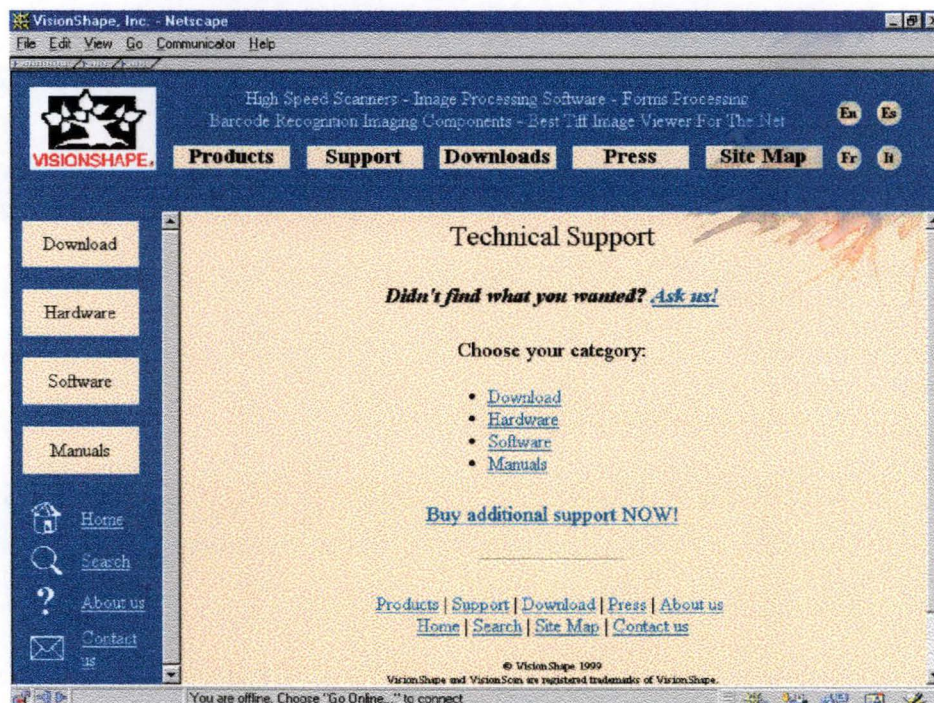 VisionShape, Inc. - Netscape
File Edit View Go Communicator Help
High Speed Scanners - Image Processing Software - Forms Processing
Barcode Recognition Imaging Components - Best Tiff Image Viewer For The Net
En Es
VISIONSHAPE.
Products Support Downloads Press Site Map
Fr It
Download
Hardware
Software
Manuals
Home
Search
About us
Contact
us
Technical Support
Didn't find what you wanted? Ask us!
Choose your category:
• Download
• Hardware
• Software
• Manuals
Buy additional support NOW!
Products | Support | Download | Press | About us
Home | Search | Site Map | Contact us
© VisionShape 1999
VisionShape and VisionScan are registered trademarks of VisionShape.
You are offline. Choose "Go Online..." to connect